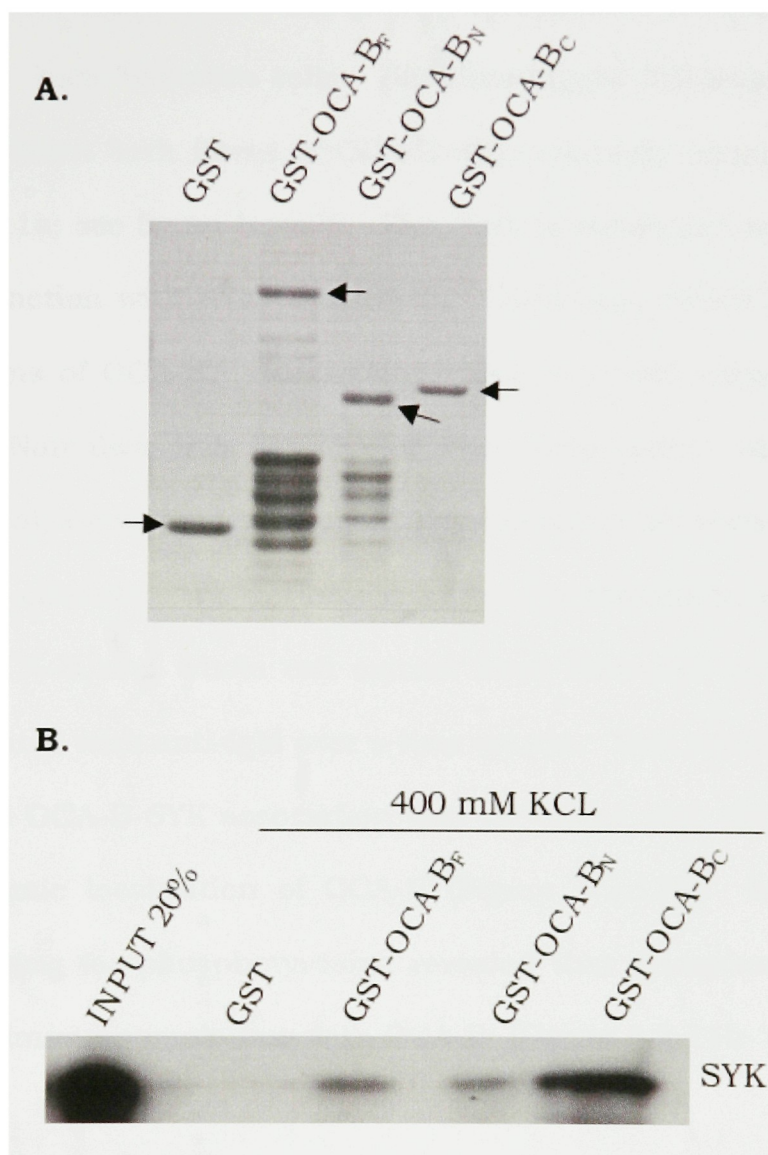 A.
GST
GST-OCA-BF
GST-OCA-BN
GST-OCA-BC
B.
400 mM KCL
INPUT 20%
GST
GST-OCA-BF
GST-OCA-BN
GST-OCA-BC
SYK